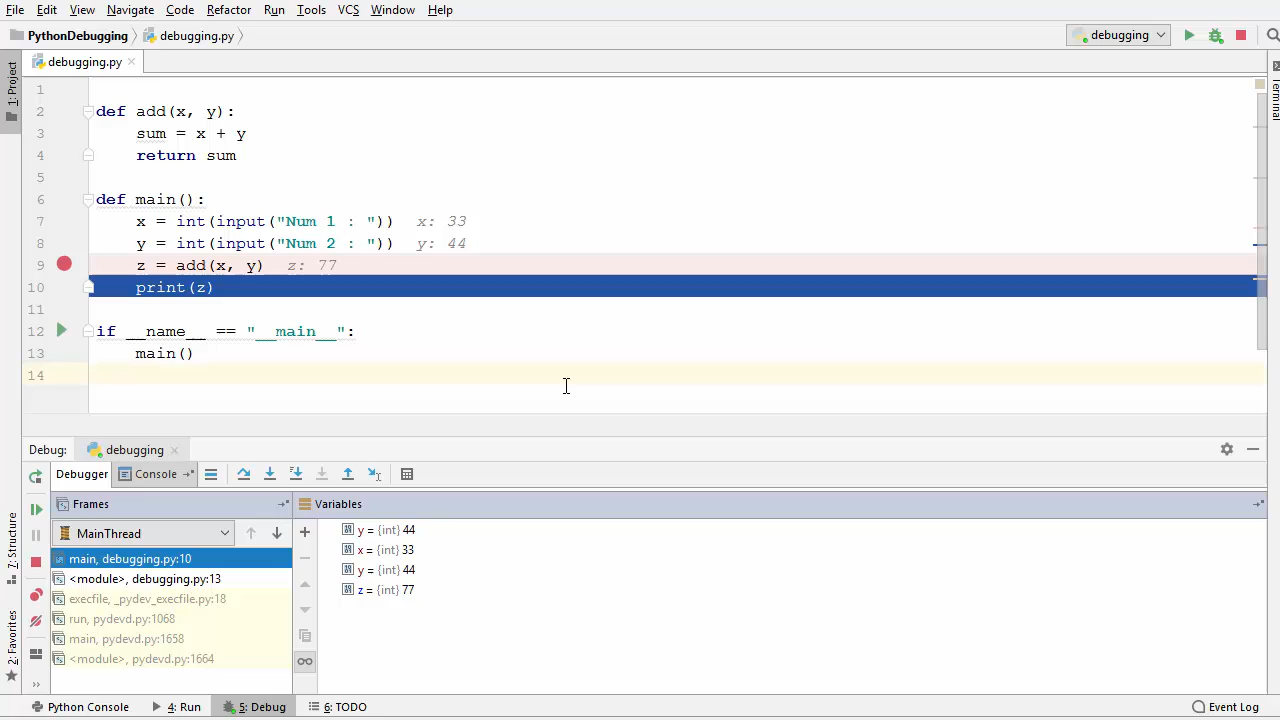 File Edit View Navigate Code Refactor Run Tools VCS Window Help
PythonDebugging debugging.py debugging
1: Project
debugging.py
Terminal
1
2 def add(x, y):
3 sum = x + y
4 return sum
5
6 def main():
7 x = int(input("Num 1 : ")) x: 33
8 y = int(input("Num 2 : ")) y: 44
9 z = add(x, y) z: 77
10 print(z)
11
12 if __name__ == "__main__":
13 main()
14
Debug: debugging
Debugger Console
Frames Variables
MainThread
main, debugging.py:10
<module>, debugging.py:13
execfile, _pydev_execfile.py:18
run, pydevd.py:1068
main, pydevd.py:1658
<module>, pydevd.py:1664
y = {int} 44
x = {int} 33
y = {int} 44
z = {int} 77
7: Structure
2: Favorites
Python Console 4: Run 5: Debug 6: TODO Event Log